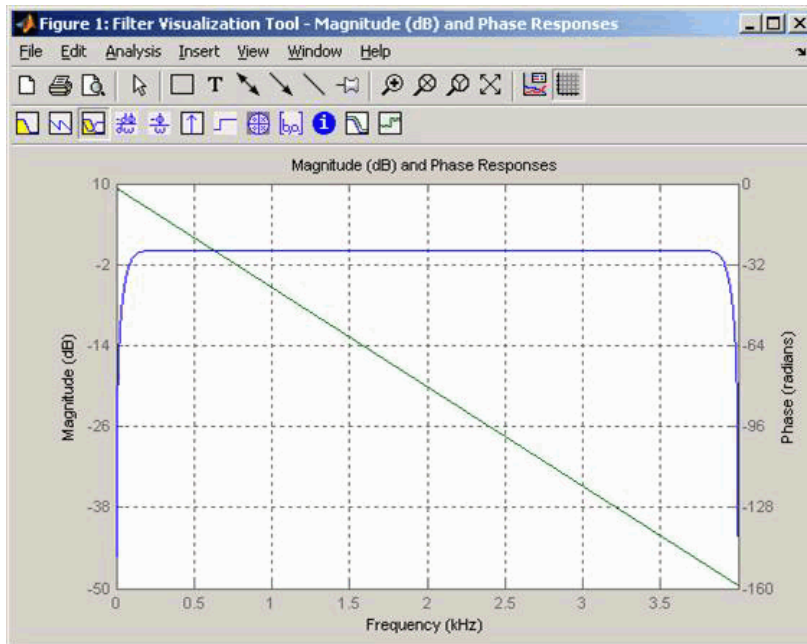 Figure 1: Filter Visualization Tool - Magnitude (dB) and Phase Responses
File Edit Analysis Insert View Window Help
T
[b,a]
i
Magnitude (dB) and Phase Responses
10
-2
-14
-26
-38
-50
Magnitude (dB)
0
-32
-64
-96
-128
-160
Phase (radians)
0 0.5 1 1.5 2 2.5 3 3.5
Frequency (kHz)